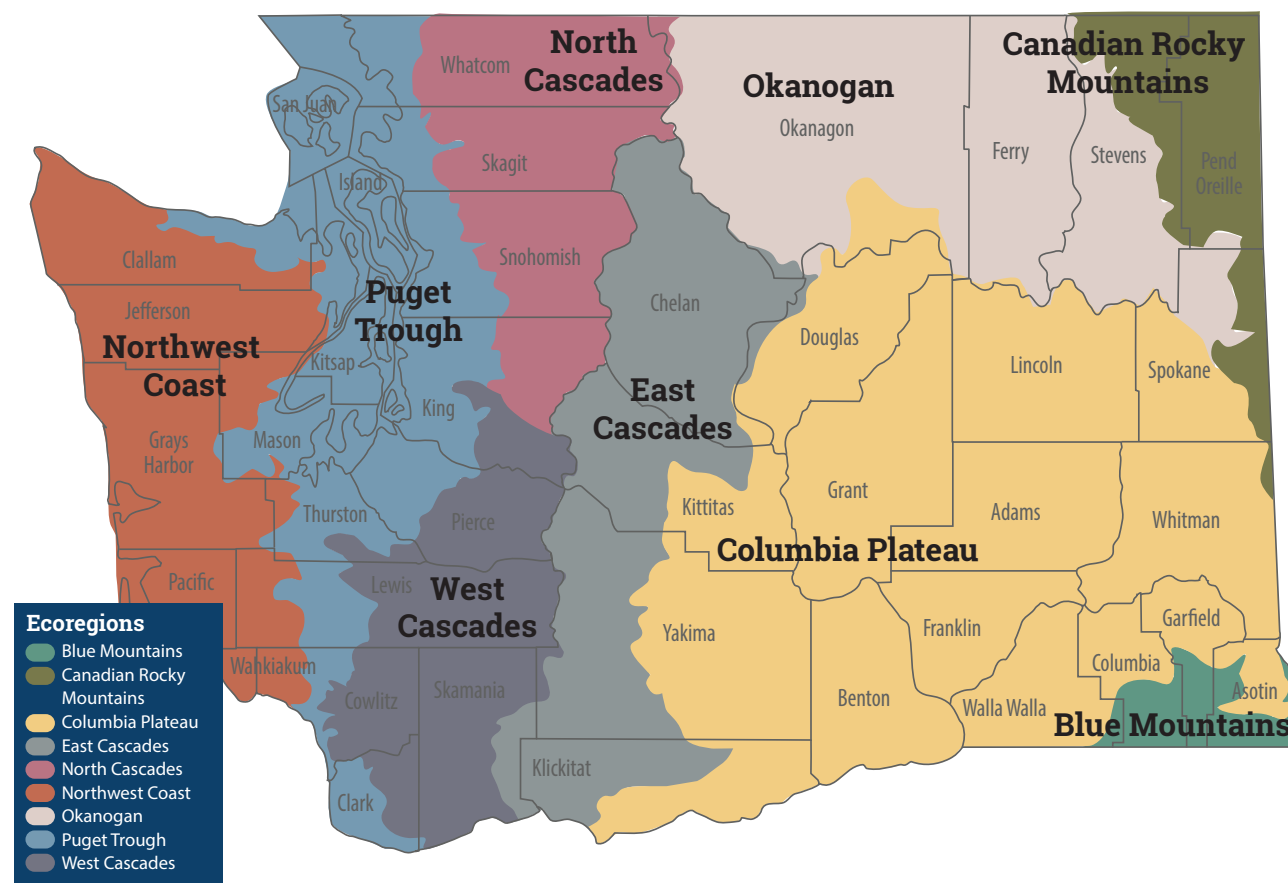 North
Cascades
Canadian Rocky
Mountains
Okanogan
Whatcom
San Juan
Okanagon
Ferry
Stevens
Pend
Oreille
Skagit
Island
Clallam
Snohomish
Jefferson
Puget
Trough
Chelan
Northwest
Coast
Kitsap
Douglas
Lincoln
Spokane
East
Cascades
King
Mason
Grays
Harbor
Kittitas
Grant
Adams
Whitman
Thurston
Pierce
Columbia Plateau
Pacific
Lewis
West
Cascades
Yakima
Franklin
Garfield
Wahkiakum
Cowlitz
Skamania
Benton
Walla Walla
Columbia
Asotin
Blue Mountains
Klickitat
Clark
Ecoregions
Blue Mountains
Canadian Rocky
Mountains
Columbia Plateau
East Cascades
North Cascades
Northwest Coast
Okanogan
Puget Trough
West Cascades